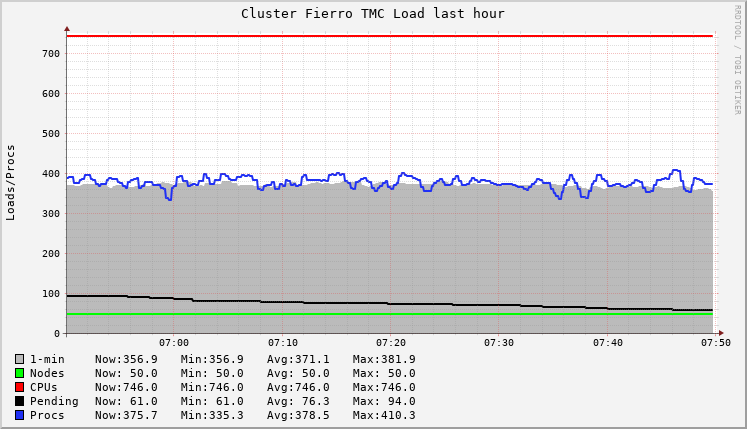 Cluster Fierro TMC Load last hour
RRDTOOL / TOBI OETIKER
Loads/Procs
700
600
500
400
300
200
100
0
07:00 07:10 07:20 07:30 07:40 07:50
1-min Now:356.9 Min:356.9 Avg:371.1 Max:381.9
Nodes Now: 50.0 Min: 50.0 Avg: 50.0 Max: 50.0
CPUs Now:746.0 Min:746.0 Avg:746.0 Max:746.0
Pending Now: 61.0 Min: 61.0 Avg: 76.3 Max: 94.0
Procs Now:375.7 Min:335.3 Avg:378.5 Max:410.3